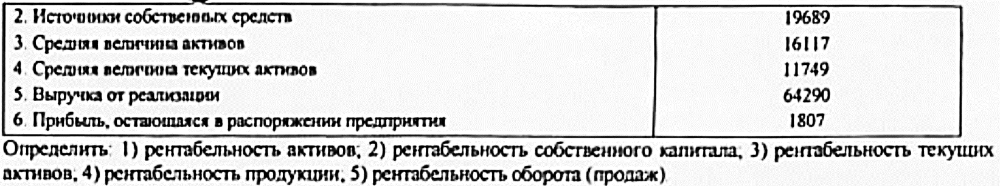 2. Источники собственных средств 19689
3. Средняя величина активов 16117
4. Средняя величина текущих активов 11749
5. Выручка от реализации 64290
6. Прибыль, остающаяся в распоряжении предприятия 1807
Определить: 1) рентабельность активов; 2) рентабельность собственного капитала; 3) рентабельность текущих
активов; 4) рентабельность продукции; 5) рентабельность оборота (продаж)